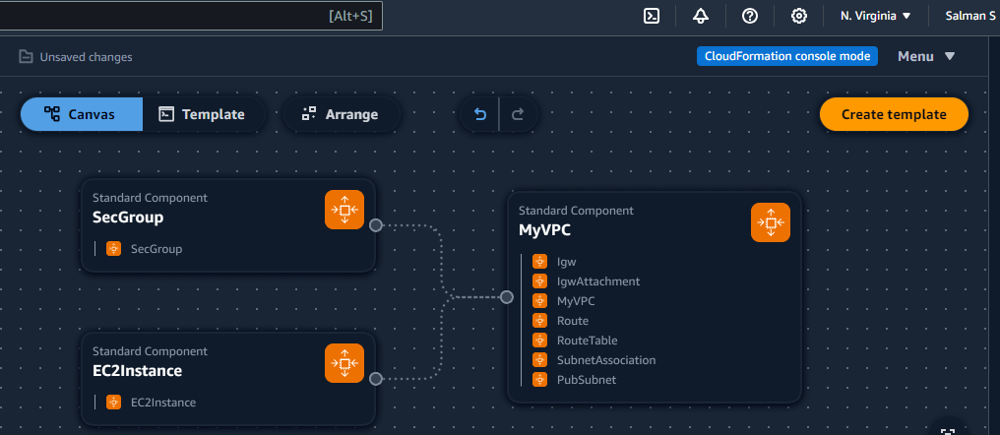 [Alt+S]
N. Virginia
Salman S
Unsaved changes
CloudFormation console mode
Menu
Canvas
Template
Arrange
Create template
Standard Component
SecGroup
SecGroup
Standard Component
EC2Instance
EC2Instance
Standard Component
MyVPC
Igw
IgwAttachment
MyVPC
Route
RouteTable
SubnetAssociation
PubSubnet